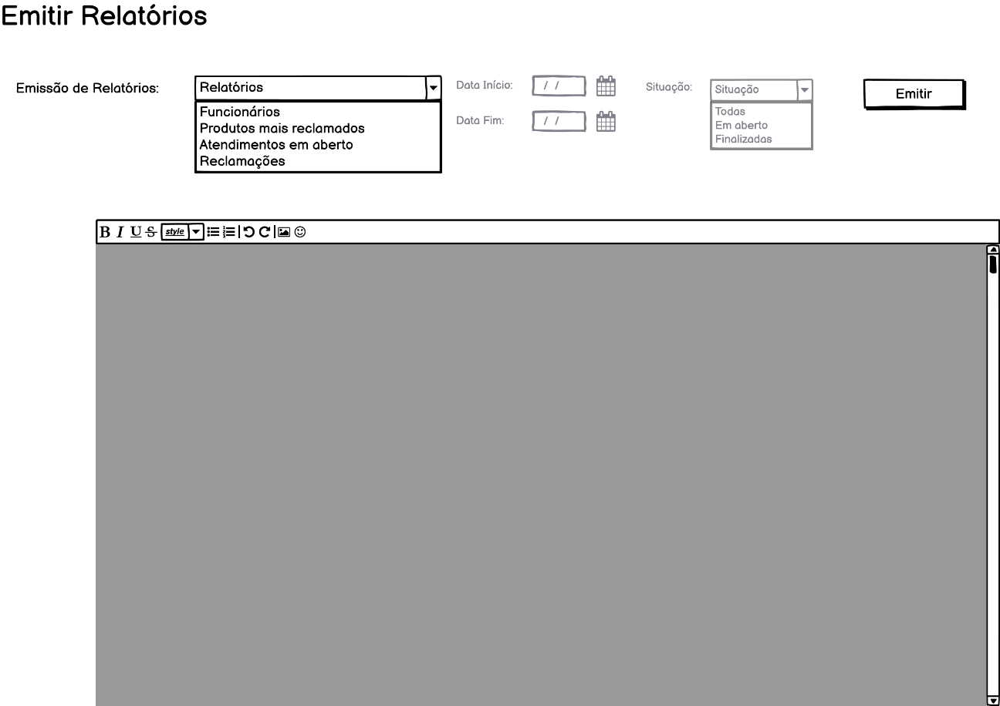 Emitir Relatórios
Emissão de Relatórios:
Relatórios
Funcionários
Produtos mais reclamados
Atendimentos em aberto
Reclamações
Data Início:
/ /
Data Fim:
/ /
Situação:
Situação
Todas
Em aberto
Finalizadas
Emitir
B I U S style